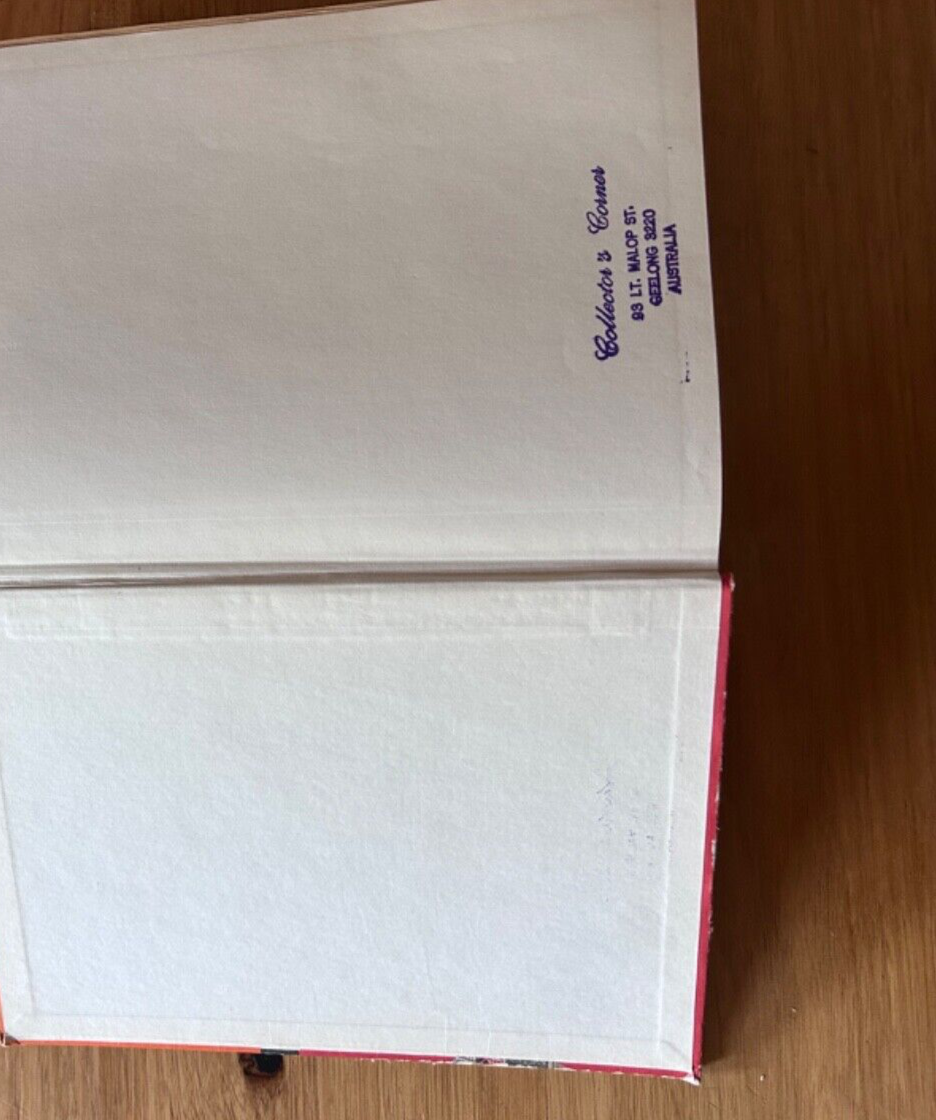 Collector's Corner
93 LT. MALOP ST.
GEELONG 3220
AUSTRALIA